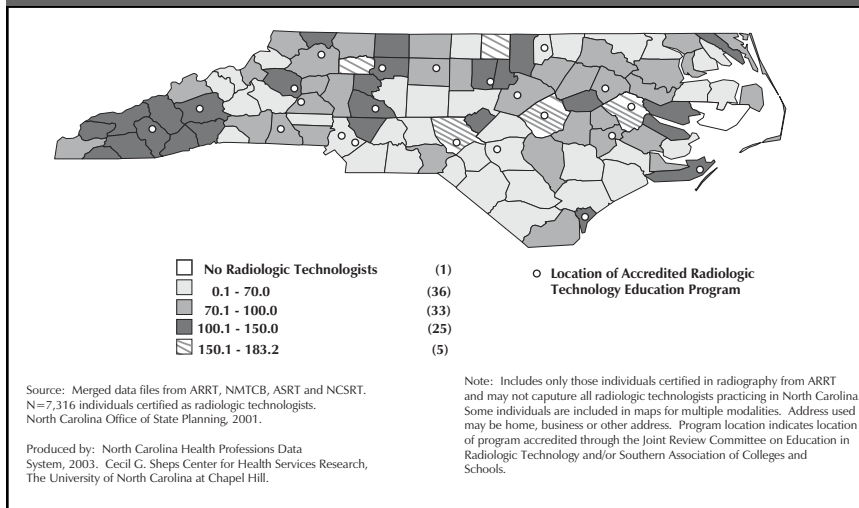 No Radiologic Technologists (1)
0.1 - 70.0 (36)
70.1 - 100.0 (33)
100.1 - 150.0 (25)
150.1 - 183.2 (5)
Location of Accredited Radiologic
Technology Education Program
Source: Merged data files from ARRT, NMTCB, ASRT and NCSRT.
N=7,316 individuals certified as radiologic technologists.
North Carolina Office of State Planning, 2001.
Produced by: North Carolina Health Professions Data
System, 2003. Cecil G. Sheps Center for Health Services Research,
The University of North Carolina at Chapel Hill.
Note: Includes only those individuals certified in radiography from ARRT
and may not caputure all radiologic technologists practicing in North Carolina
Some individuals are included in maps for multiple modalities. Address used
may be home, business or other address. Program location indicates location
of program accredited through the Joint Review Committee on Education in
Radiologic Technology and/or Southern Association of Colleges and
Schools.